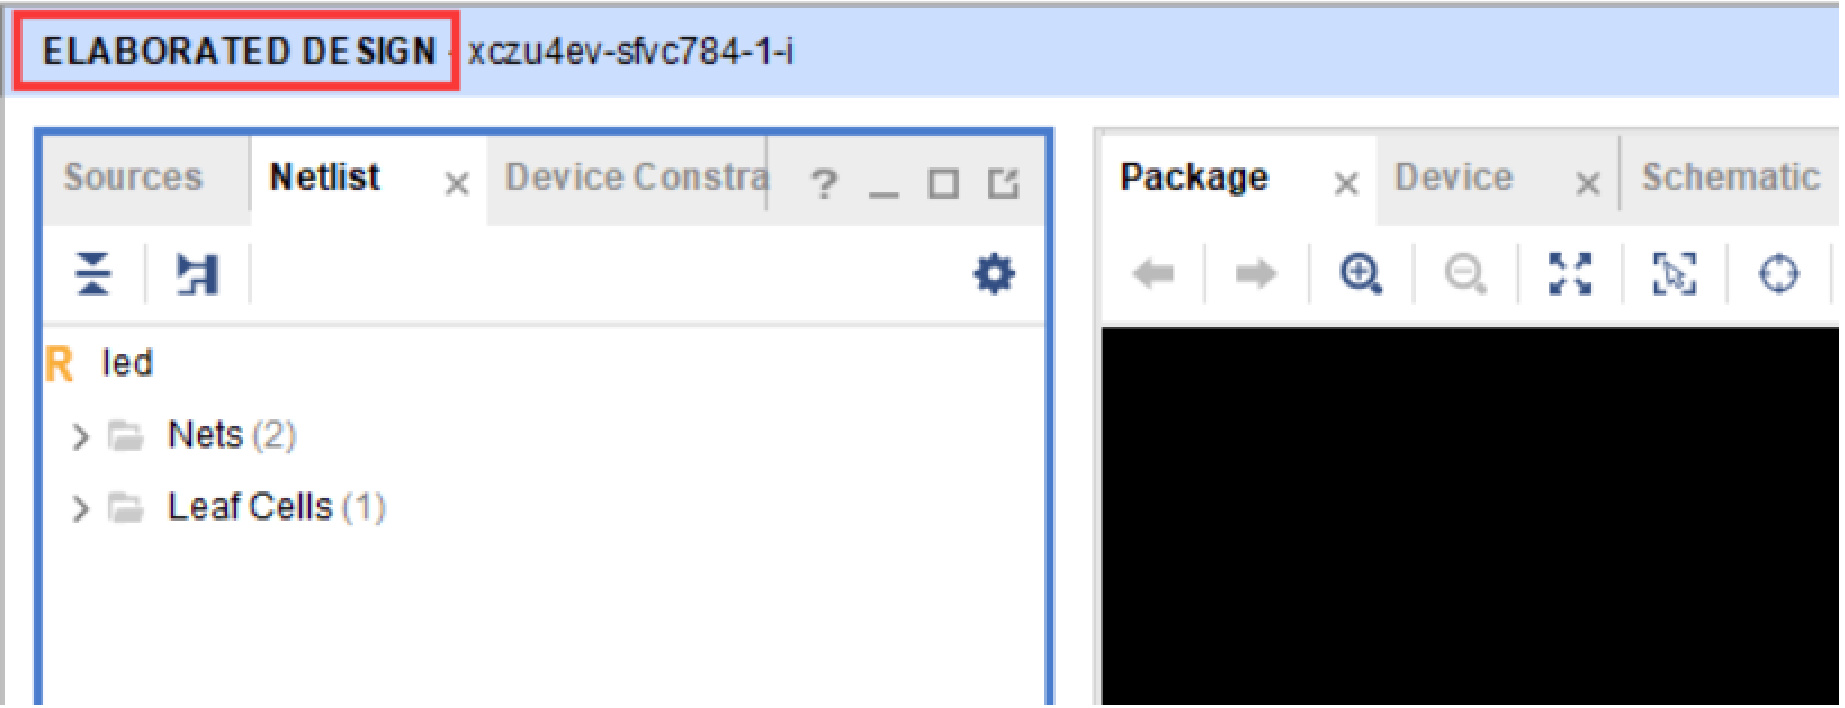 ELABORATED DESIGN - xczu4ev-sfvc784-1-i
Sources Netlist Device Constra ?
Package Device Schematic
R led
Nets (2)
Leaf Cells (1)